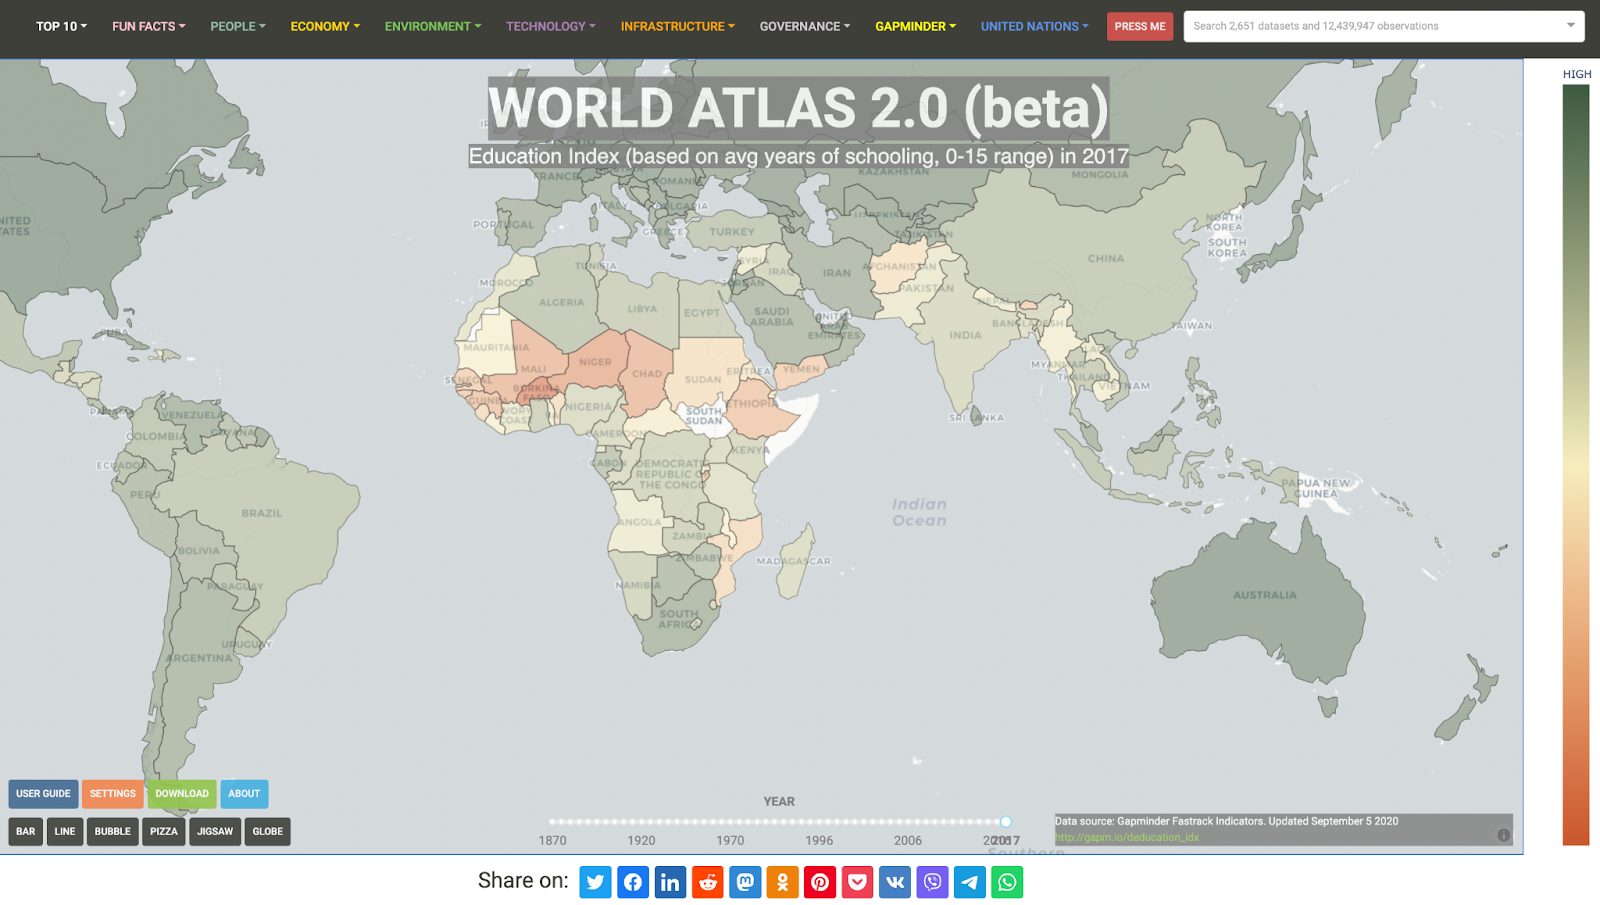 TOP 10
FUN FACTS
PEOPLE
ECONOMY
ENVIRONMENT
TECHNOLOGY
INFRASTRUCTURE
GOVERNANCE
GAPMINDER
UNITED NATIONS
PRESS ME
Search 2,651 datasets and 12,439,947 observations
HIGH
WORLD ATLAS 2.0 (beta)
Education Index (based on avg years of schooling, 0-15 range) in 2017
FRANCE
KAZAKHSTAN
MONGOLIA
ITALY
BULGARIA
UZBEKISTAN
PORTUGAL
GREECE
TURKEY
TAJIKISTAN
NORTH
KOREA
SOUTH
KOREA
TUNISIA
SYRIA
IRAQ
IRAN
AFGHANISTAN
CHINA
MOROCCO
JORDAN
PAKISTAN
ALGERIA
LIBYA
EGYPT
SAUDI
ARABIA
UNITED
ARAB
EMIRATES
NEPAL
BANGLADESH
INDIA
TAIWAN
CUBA
MAURITANIA
MALI
NIGER
CHAD
SUDAN
ERITREA
YEMEN
MYANMAR
LAOS
THAILAND
VIETNAM
SENEGAL
GUINEA
BURKINA
FASO
IVORY
COAST
NIGERIA
SOUTH
SUDAN
ETHIOPIA
SRI LANKA
PANAMA
VENEZUELA
GUYANA
COLOMBIA
CAMEROON
KENYA
ECUADOR
GABON
DEMOCRATIC
REPUBLIC OF
THE CONGO
PERU
BRAZIL
ANGOLA
ZAMBIA
Indian
Ocean
PAPUA NEW
GUINEA
BOLIVIA
ZIMBABWE
MADAGASCAR
PARAGUAY
NAMIBIA
AUSTRALIA
SOUTH
AFRICA
URUGUAY
ARGENTINA
USER GUIDE
SETTINGS
DOWNLOAD
ABOUT
BAR
LINE
BUBBLE
PIZZA
JIGSAW
GLOBE
YEAR
1870
1920
1970
1996
2006
2017
Data source: Gapminder Fastrack Indicators. Updated September 5 2020
http://gapm.io/deducation_idx
Southern
Share on: